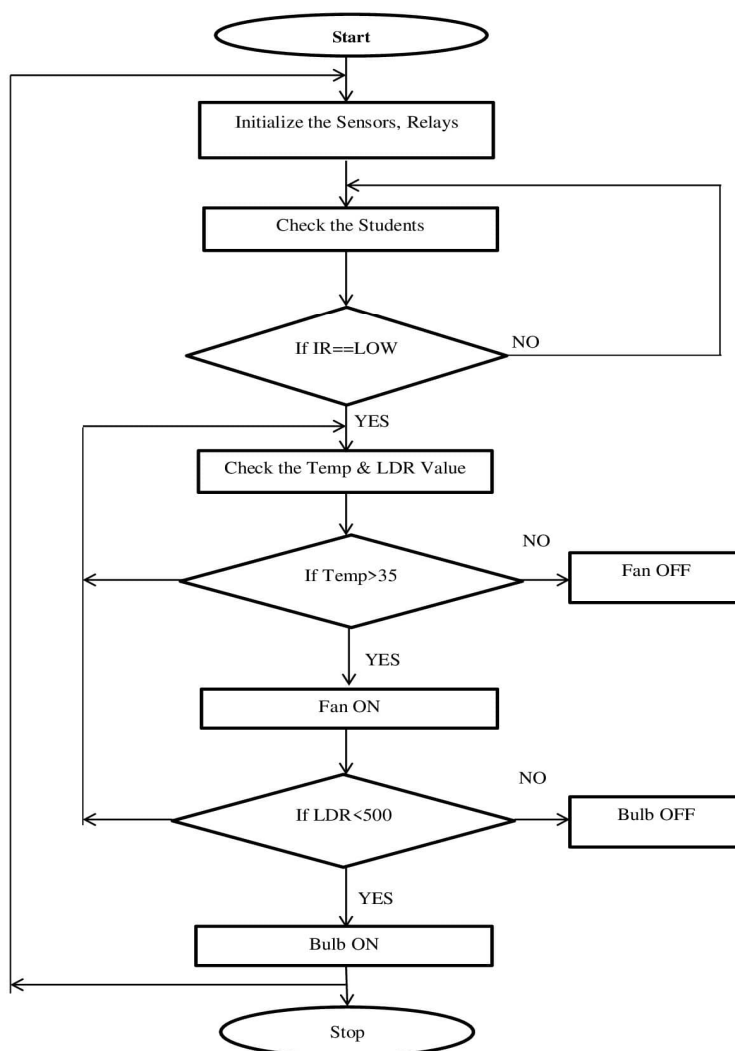 Start
Initialize the Sensors, Relays
Check the Students
If IR==LOW
NO
YES
Check the Temp & LDR Value
NO
If Temp>35
Fan OFF
YES
Fan ON
NO
If LDR<500
Bulb OFF
YES
Bulb ON
Stop